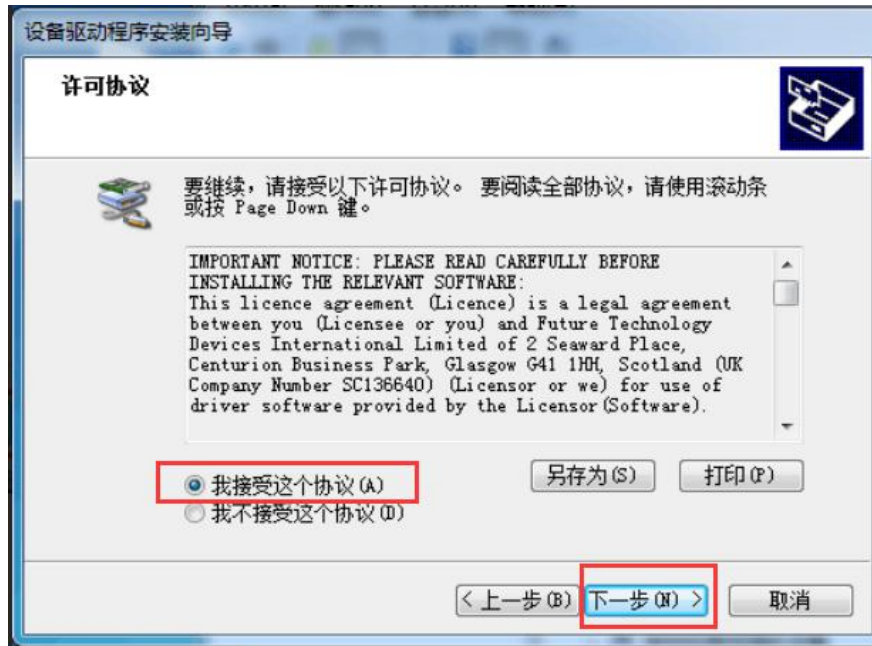 设备驱动程序安装向导
许可协议
要继续，请接受以下许可协议。 要阅读全部协议，请使用滚动条
或按 Page Down 键。
IMPORTANT NOTICE: PLEASE READ CAREFULLY BEFORE
INSTALLING THE RELEVANT SOFTWARE:
This licence agreement (Licence) is a legal agreement
between you (Licensee or you) and Future Technology
Devices International Limited of 2 Seaward Place,
Centurion Business Park, Glasgow G41 1HH, Scotland (UK
Company Number SC136640) (Licensor or we) for use of
driver software provided by the Licensor(Software).
我接受这个协议(A)
另存为(S) 打印(P)
我不接受这个协议(D)
< 上一步(B) 下一步(N) > 取消